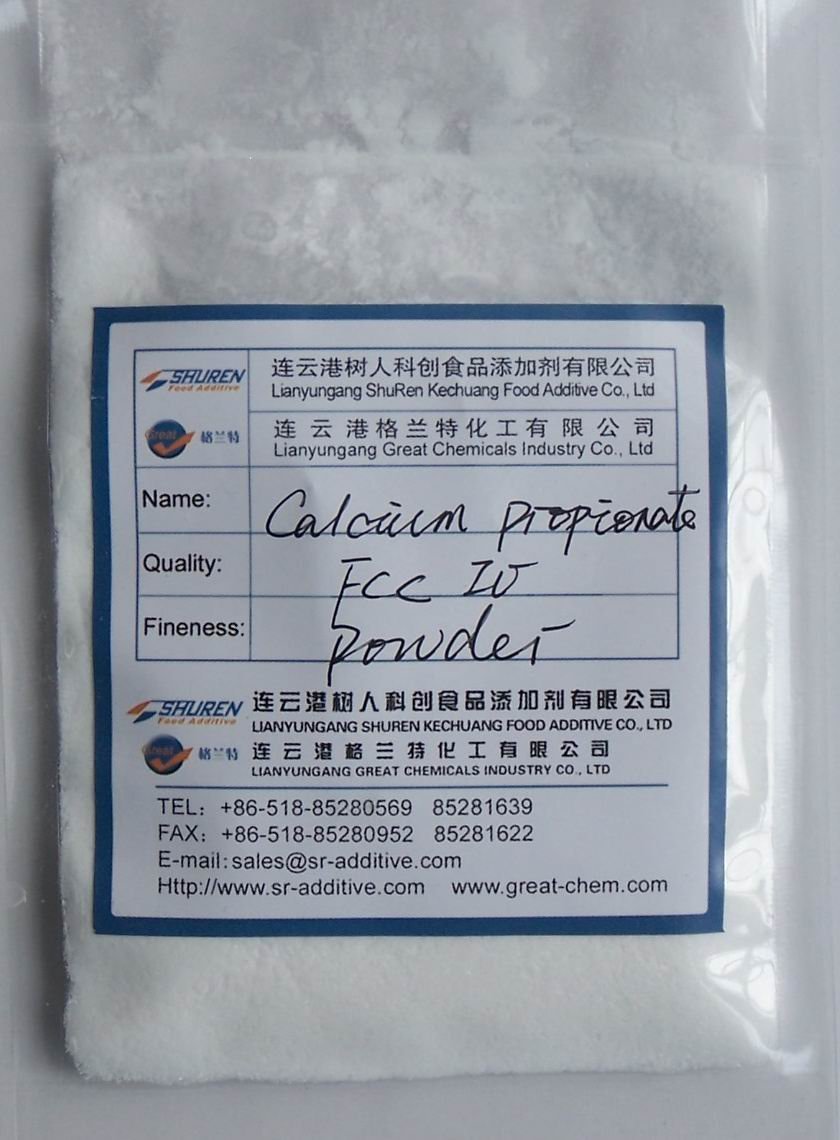 SHUREN
Food Additive
连云港树人科创食品添加剂有限公司
Lianyungang ShuRen Kechuang Food Additive Co., Ltd
Great 格兰特
连云港格兰特化工有限公司
Lianyungang Great Chemicals Industry Co., Ltd
Name: Calcium propionate
Quality: FCC IV
Fineness: powder
SHUREN
Food Additive
连云港树人科创食品添加剂有限公司
LIANYUNGANG SHUREN KECHUANG FOOD ADDITIVE CO., LTD
Great 格兰特
连云港格兰特化工有限公司
LIANYUNGANG GREAT CHEMICALS INDUSTRY CO., LTD
TEL: +86-518-85280569 85281639
FAX: +86-518-85280952 85281622
E-mail:sales@sr-additive.com
Http://www.sr-additive.com www.great-chem.com